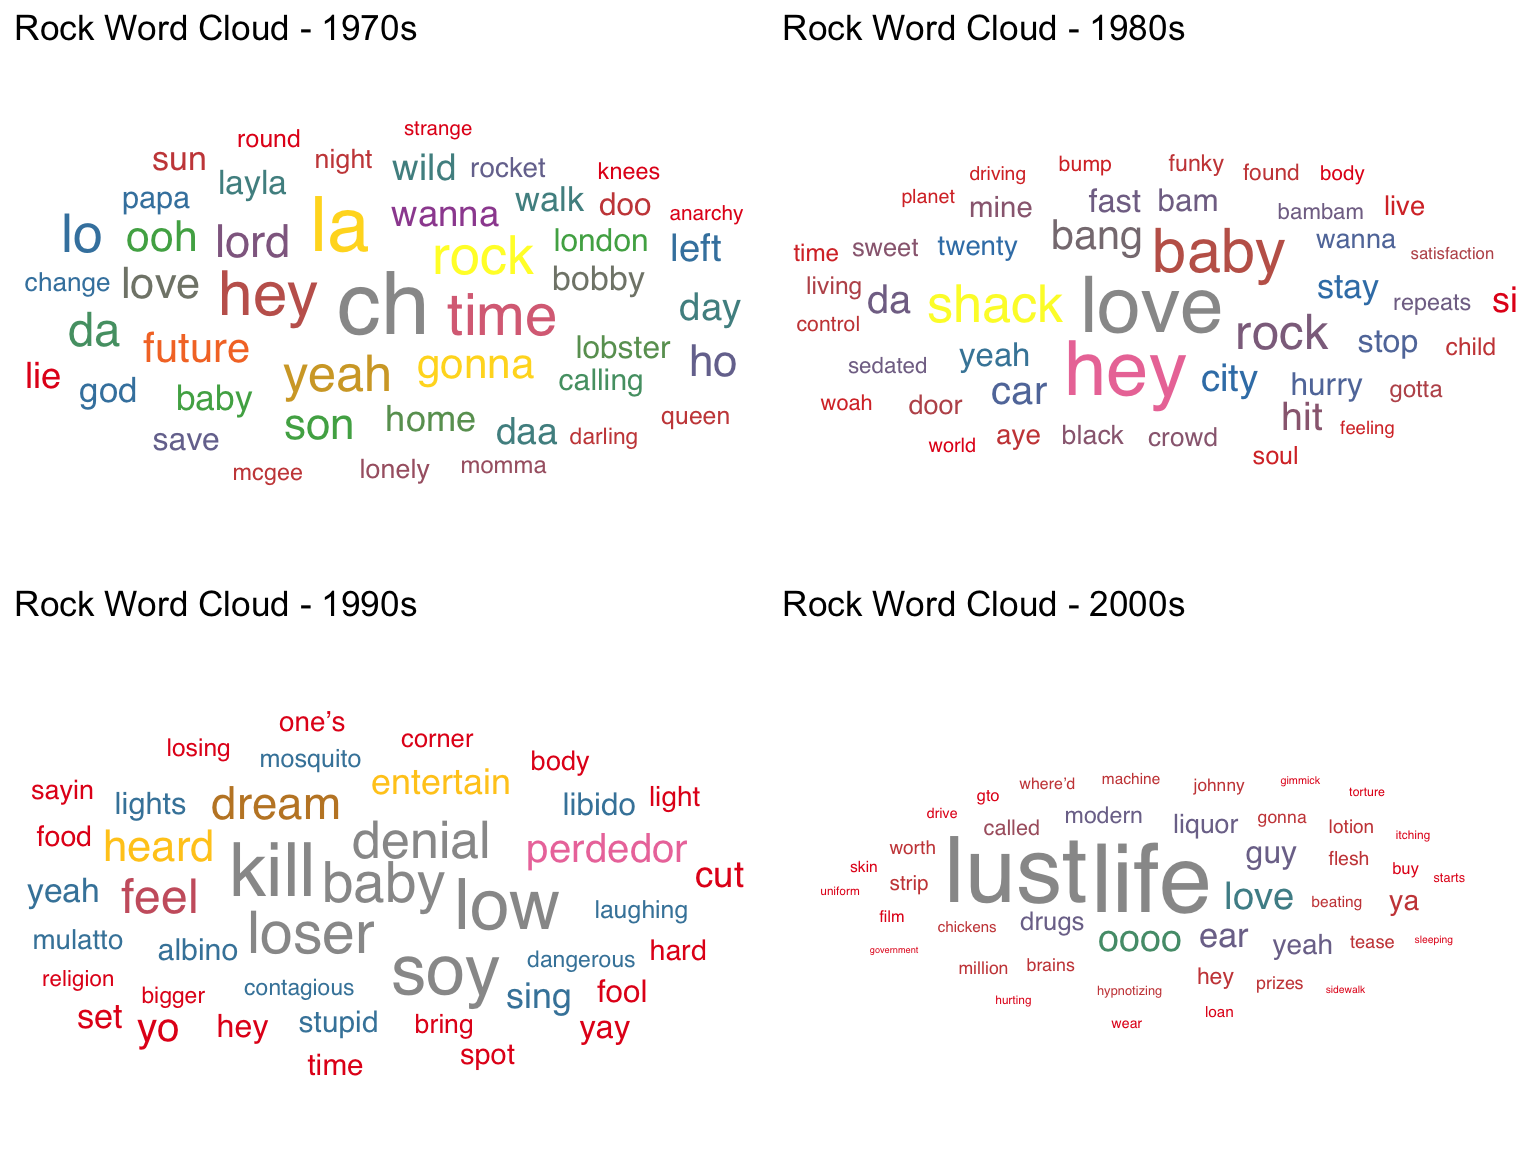 Rock Word Cloud - 1970s
strange
round
sun night wild rocket knees
layla
papa la wanna walk doo anarchy
lo ooh lord rock london left
change love hey ch time bobby day
da future yeah gonna lobster ho
lie god baby calling
save son home daa darling queen
mcgee lonely momma
Rock Word Cloud - 1980s
driving bump funky found body
planet mine fast bam bambam live
time sweet twenty bang baby wanna satisfaction
living da shack love stay repeats si
control rock stop child
sedated yeah hey city hurry gotta
woah door car hit feeling
world aye black crowd soul
Rock Word Cloud - 1990s
one’s
losing mosquito corner body
sayin lights dream entertain libido light
food heard denial perdedor
yeah feel kill baby low cut
mulatto albino loser laughing
religion soy dangerous hard
bigger contagious sing fool
set yo hey stupid bring yay
time spot
Rock Word Cloud - 2000s
where’d machine johnny gimmick
gto torture
drive called modern liquor gonna lotion itching
worth guy flesh
skin lust life buy starts
uniform strip love beating ya
film chickens drugs oooo ear yeah tease sleeping
government
million brains hey prizes sidewalk
hurting hypnotizing loan
wear